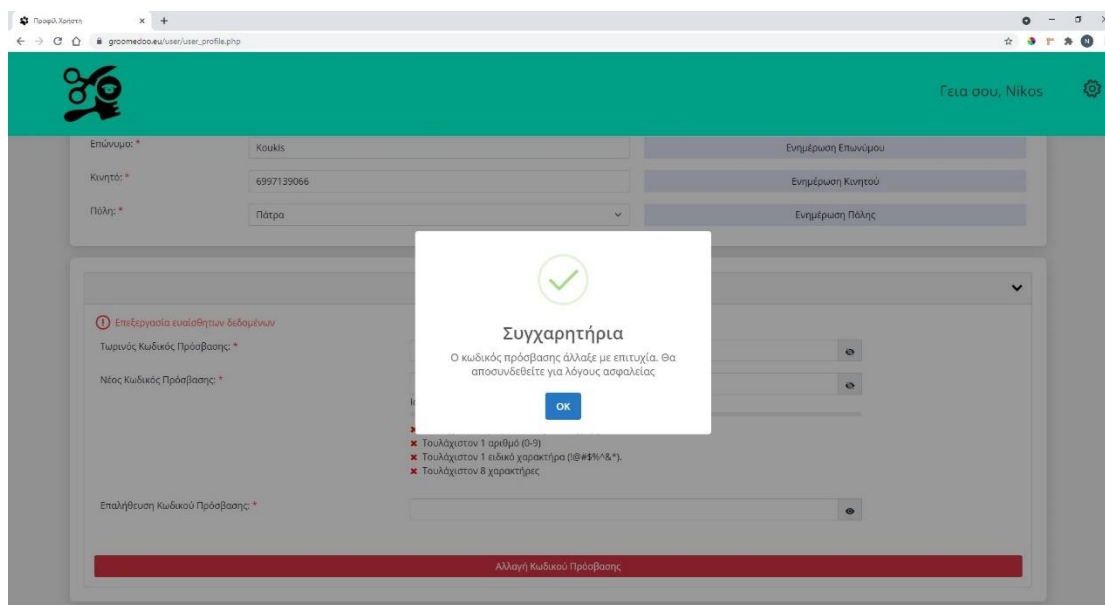 Προφίλ Χρήστη
groomedoo.eu/user/user_profile.php
N
Γεια σου, Nikos
Επώνυμο: * Koukis Ενημέρωση Επωνύμου
Κινητό: * 6997139066 Ενημέρωση Κινητού
Πόλη: * Πάτρα Ενημέρωση Πόλης
Επεξεργασία ευαίσθητων δεδομένων
Τωρινός Κωδικός Πρόσβασης: *
Νέος Κωδικός Πρόσβασης: *
Συγχαρητήρια
Ο κωδικός πρόσβασης άλλαξε με επιτυχία. Θα
αποσυνδεθείτε για λόγους ασφαλείας
OK
Τουλάχιστον 1 αριθμό (0-9)
Τουλάχιστον 1 ειδικό χαρακτήρα (!@#$%^&*).
Τουλάχιστον 8 χαρακτήρες
Επαλήθευση Κωδικού Πρόσβασης: *
Αλλαγή Κωδικού Πρόσβασης